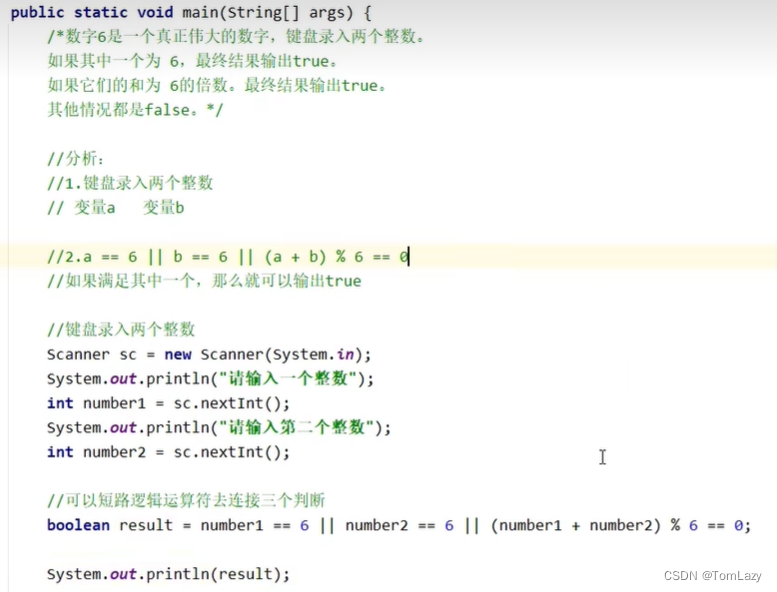 public static void main(String[] args) {
/*数字6是一个真正伟大的数字，键盘录入两个整数。
如果其中一个为 6，最终结果输出true。
如果它们的和为 6的倍数。最终结果输出true。
其他情况都是false。*/
//分析：
//1.键盘录入两个整数
// 变量a 变量b
//2.a == 6 || b == 6 || (a + b) % 6 == 0
//如果满足其中一个，那么就可以输出true
//键盘录入两个整数
Scanner sc = new Scanner(System.in);
System.out.println("请输入一个整数");
int number1 = sc.nextInt();
System.out.println("请输入第二个整数");
int number2 = sc.nextInt();
//可以短路逻辑运算符去连接三个判断
boolean result = number1 == 6 || number2 == 6 || (number1 + number2) % 6 == 0;
System.out.println(result);
CSDN @TomLazy